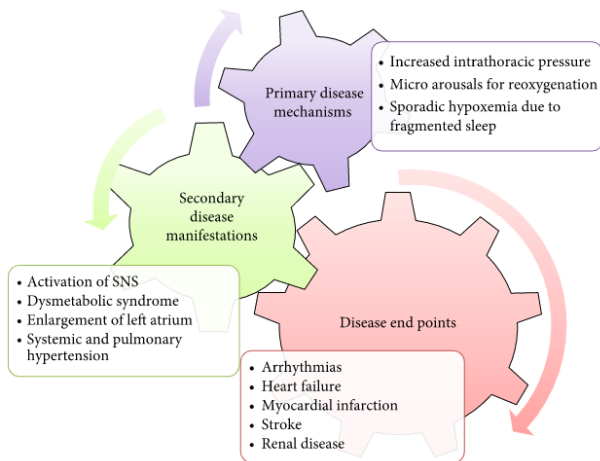 Primary disease
mechanisms
• Increased intrathoracic pressure
• Micro arousals for reoxygenation
• Sporadic hypoxemia due to
fragmented sleep
Secondary
disease
manifestations
• Activation of SNS
• Dysmetabolic syndrome
• Enlargement of left atrium
• Systemic and pulmonary
hypertension
Disease end points
• Arrhythmias
• Heart failure
• Myocardial infarction
• Stroke
• Renal disease